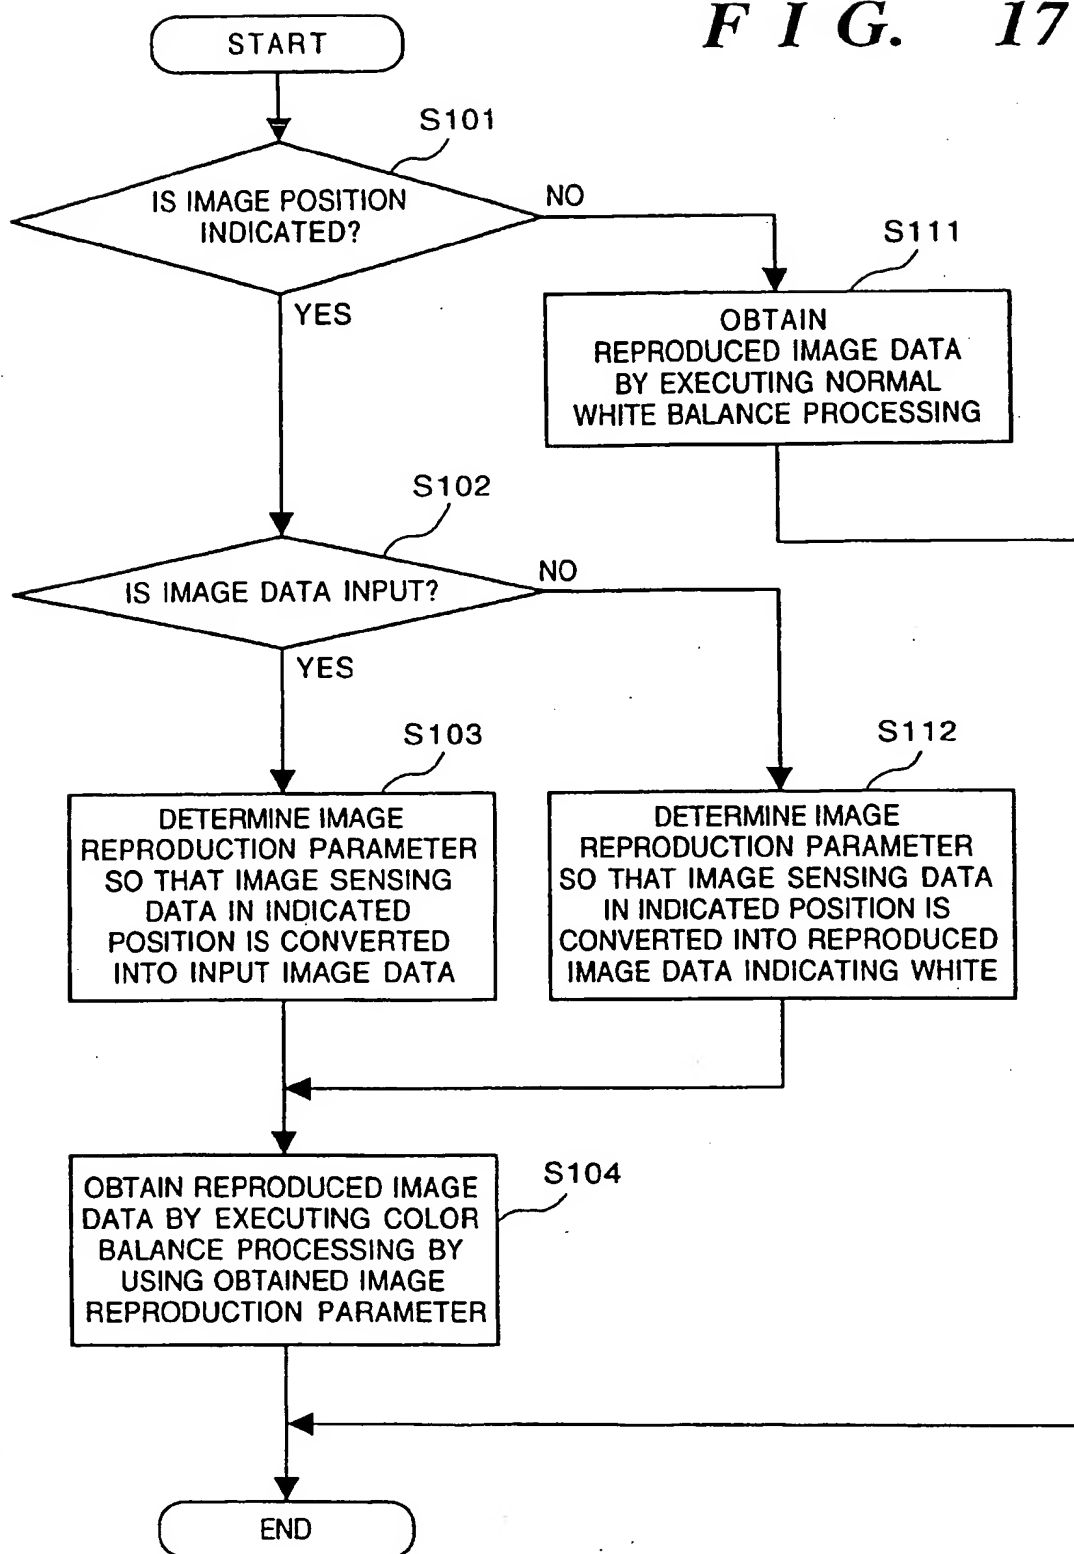 FIG. 17
START
S101
IS IMAGE POSITION
INDICATED?
NO
YES
S111
OBTAIN
REPRODUCED IMAGE DATA
BY EXECUTING NORMAL
WHITE BALANCE PROCESSING
S102
IS IMAGE DATA INPUT?
NO
YES
S103
DETERMINE IMAGE
REPRODUCTION PARAMETER
SO THAT IMAGE SENSING
DATA IN INDICATED
POSITION IS CONVERTED
INTO INPUT IMAGE DATA
S112
DETERMINE IMAGE
REPRODUCTION PARAMETER
SO THAT IMAGE SENSING DATA
IN INDICATED POSITION IS
CONVERTED INTO REPRODUCED
IMAGE DATA INDICATING WHITE
S104
OBTAIN REPRODUCED IMAGE
DATA BY EXECUTING COLOR
BALANCE PROCESSING BY
USING OBTAINED IMAGE
REPRODUCTION PARAMETER
END